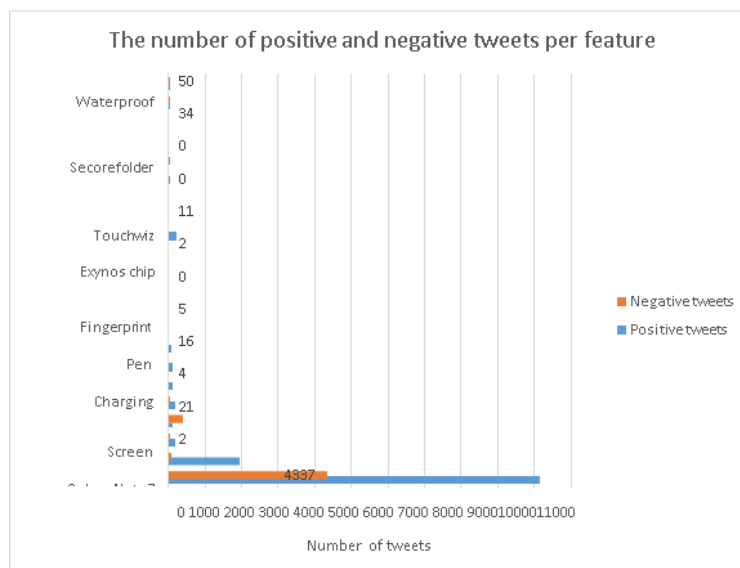 The number of positive and negative tweets per feature
50
Waterproof
34
0
Secorefolder
0
11
Touchwiz
2
Exynos chip
0
5
Fingerprint
16
Pen
4
Charging
21
2
Screen
4337
0 1000 2000 3000 4000 5000 6000 7000 8000 9000 10000 11000
Number of tweets
Negative tweets
Positive tweets